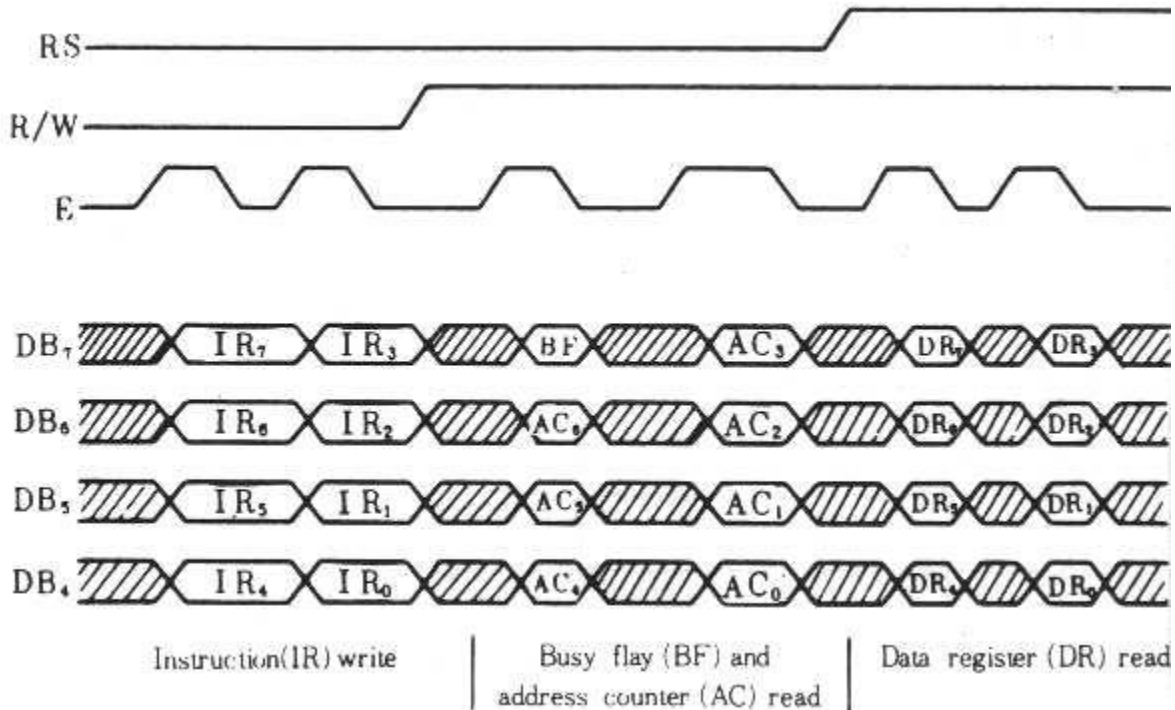 RS
R/W
E
DB₇ IR₇ IR₃ BF AC₃ DR₇ DR₃
DB₆ IR₆ IR₂ AC₆ AC₂ DR₆ DR₂
DB₅ IR₅ IR₁ AC₅ AC₁ DR₅ DR₁
DB₄ IR₄ IR₀ AC₄ AC₀ DR₄ DR₀
Instruction(IR) write
Busy flay (BF) and
address counter (AC) read
Data register (DR) read